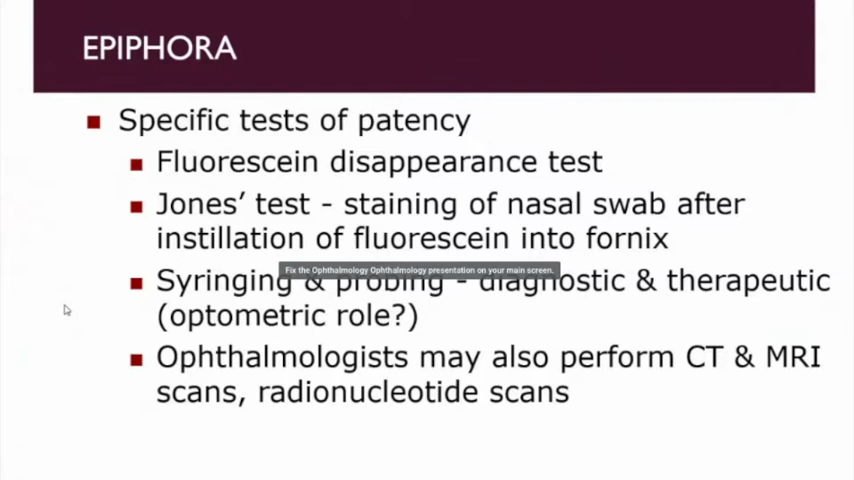 EPIPHORA
Specific tests of patency
Fluorescein disappearance test
Jones’ test - staining of nasal swab after
instillation of fluorescein into fornix
Fix the Ophthalmology Ophthalmology presentation on your main screen.
Syringing & probing - diagnostic & therapeutic
(optometric role?)
Ophthalmologists may also perform CT & MRI
scans, radionucleotide scans